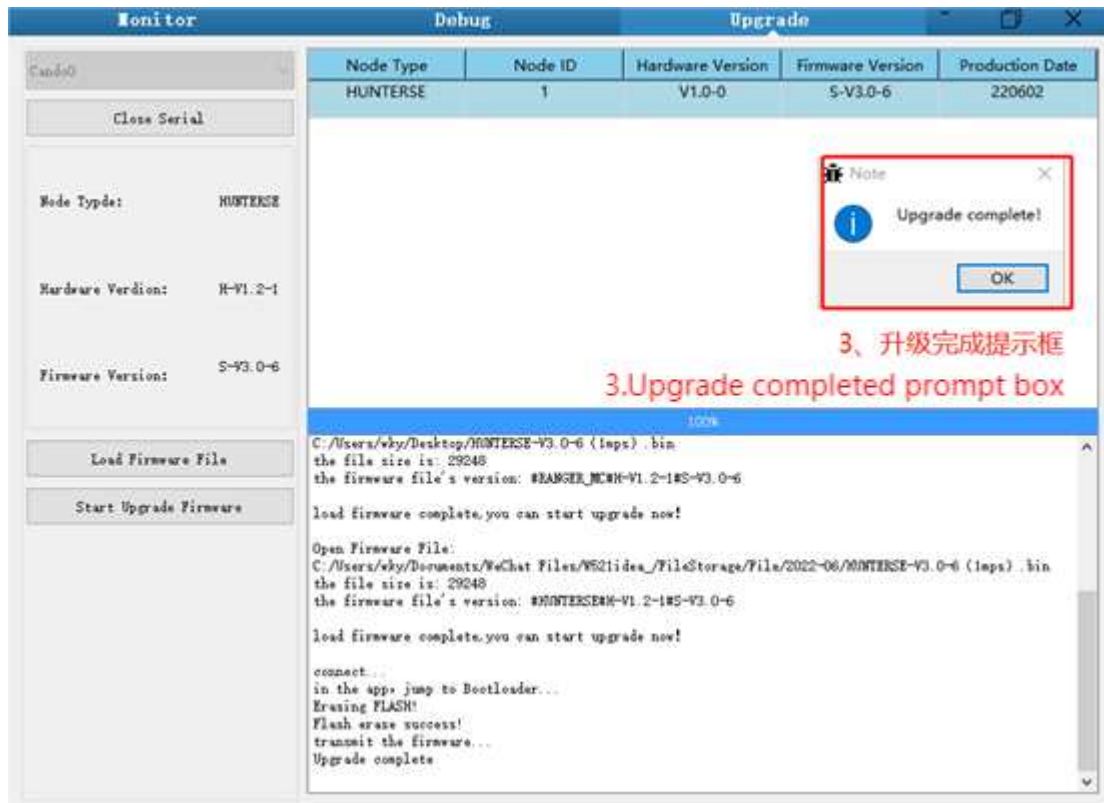 Monitor
Debug
Upgrade
Cando0
Close Serial
Node Typde: HUNTERSE
Hardware Verdion: H-V1.2-1
Firmware Version: S-V3.0-6
Load Firmware File
Start Upgrade Firmware
Node Type Node ID Hardware Version Firmware Version Production Date
HUNTERSE 1 V1.0-0 S-V3.0-6 220602
Note
Upgrade complete!
OK
3、升级完成提示框
3.Upgrade completed prompt box
100%
C:/Users/wky/Desktop/HUNTERSE-V3.0-6 (1mps) .bin
the file size is: 29248
the firmware file's version: #RANGER_MC#H-V1.2-1#S-V3.0-6
load firmware complete,you can start upgrade now!
Open Firmware File:
C:/Users/wky/Documents/WeChat Files/W521idea_/FileStorage/File/2022-06/HUNTERSE-V3.0-6 (1mps) .bin
the file size is: 29248
the firmware file's version: #HUNTERSE#H-V1.2-1#S-V3.0-6
load firmware complete,you can start upgrade now!
connect...
in the app, jump to Bootloader...
Erasing FLASH!
Flash erase success!
transmit the firmware...
Upgrade complete